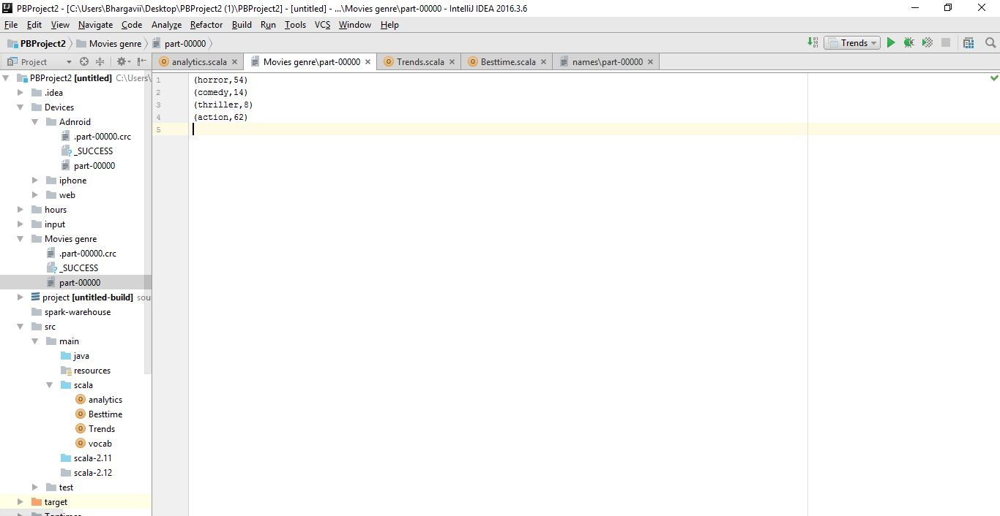 PBProject2 - [C:\Users\Bhargavii\Desktop\PBProject2 (1)\PBProject2] - [untitled] - ...\Movies genre\part-00000 - IntelliJ IDEA 2016.3.6
File Edit View Navigate Code Analyze Refactor Build Run Tools VCS Window Help
PBProject2 Movies genre part-00000 Trends
Project analytics.scala Movies genre\part-00000 Trends.scala Besttime.scala names\part-00000
PBProject2 [untitled] C:\Users\
.idea
Devices
Adnroid
.part-00000.crc
_SUCCESS
part-00000
iphone
web
hours
input
Movies genre
.part-00000.crc
_SUCCESS
part-00000
project [untitled-build] sou
spark-warehouse
src
main
java
resources
scala
analytics
Besttime
Trends
vocab
scala-2.11
scala-2.12
test
target
1 (horror,54)
2 (comedy,14)
3 (thriller,8)
4 (action,62)
5